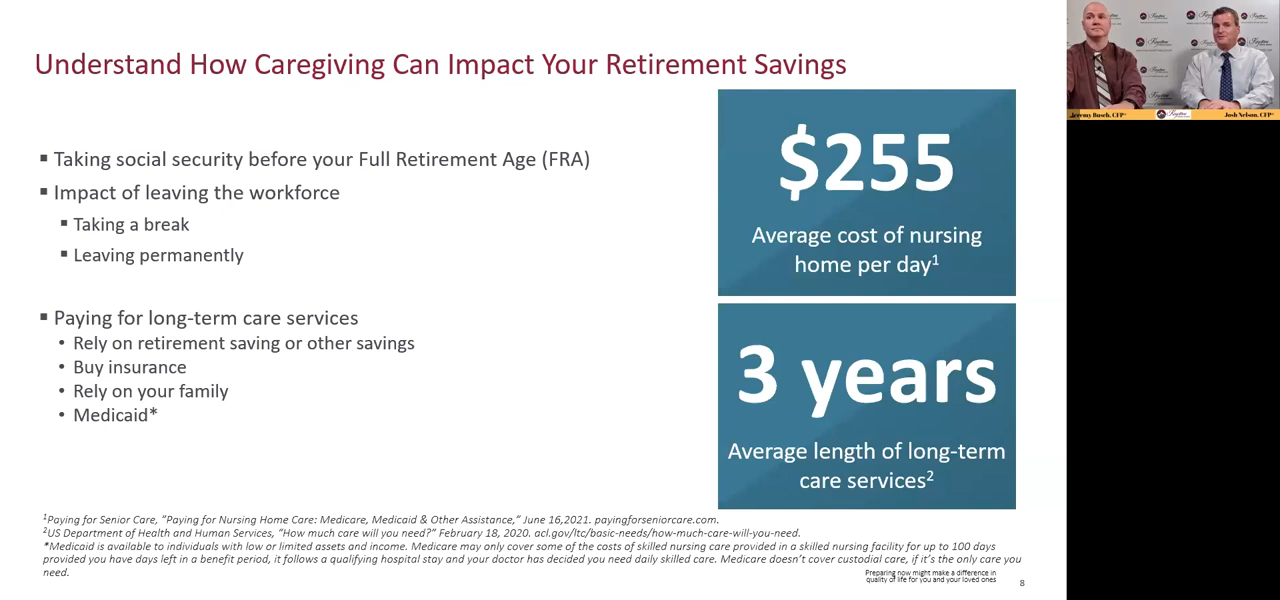 Understand How Caregiving Can Impact Your Retirement Savings
▪ Taking social security before your Full Retirement Age (FRA)
▪ Impact of leaving the workforce
▪ Taking a break
▪ Leaving permanently
▪ Paying for long-term care services
• Rely on retirement saving or other savings
• Buy insurance
• Rely on your family
• Medicaid*
$255
Average cost of nursing
home per day1
3 years
Average length of long-term
care services2
1Paying for Senior Care, "Paying for Nursing Home Care: Medicare, Medicaid & Other Assistance," June 16,2021. payingforseniorcare.com.
2US Department of Health and Human Services, "How much care will you need?" February 18, 2020. acl.gov/ltc/basic-needs/how-much-care-will-you-need.
*Medicaid is available to individuals with low or limited assets and income. Medicare may only cover some of the costs of skilled nursing care provided in a skilled nursing facility for up to 100 days
provided you have days left in a benefit period, it follows a qualifying hospital stay and your doctor has decided you need daily skilled care. Medicare doesn't cover custodial care, if it's the only care you
need.
Preparing now might make a difference in
quality of life for you and your loved ones
8
Jeremy Busch, CFP
Josh Nelson, CFP